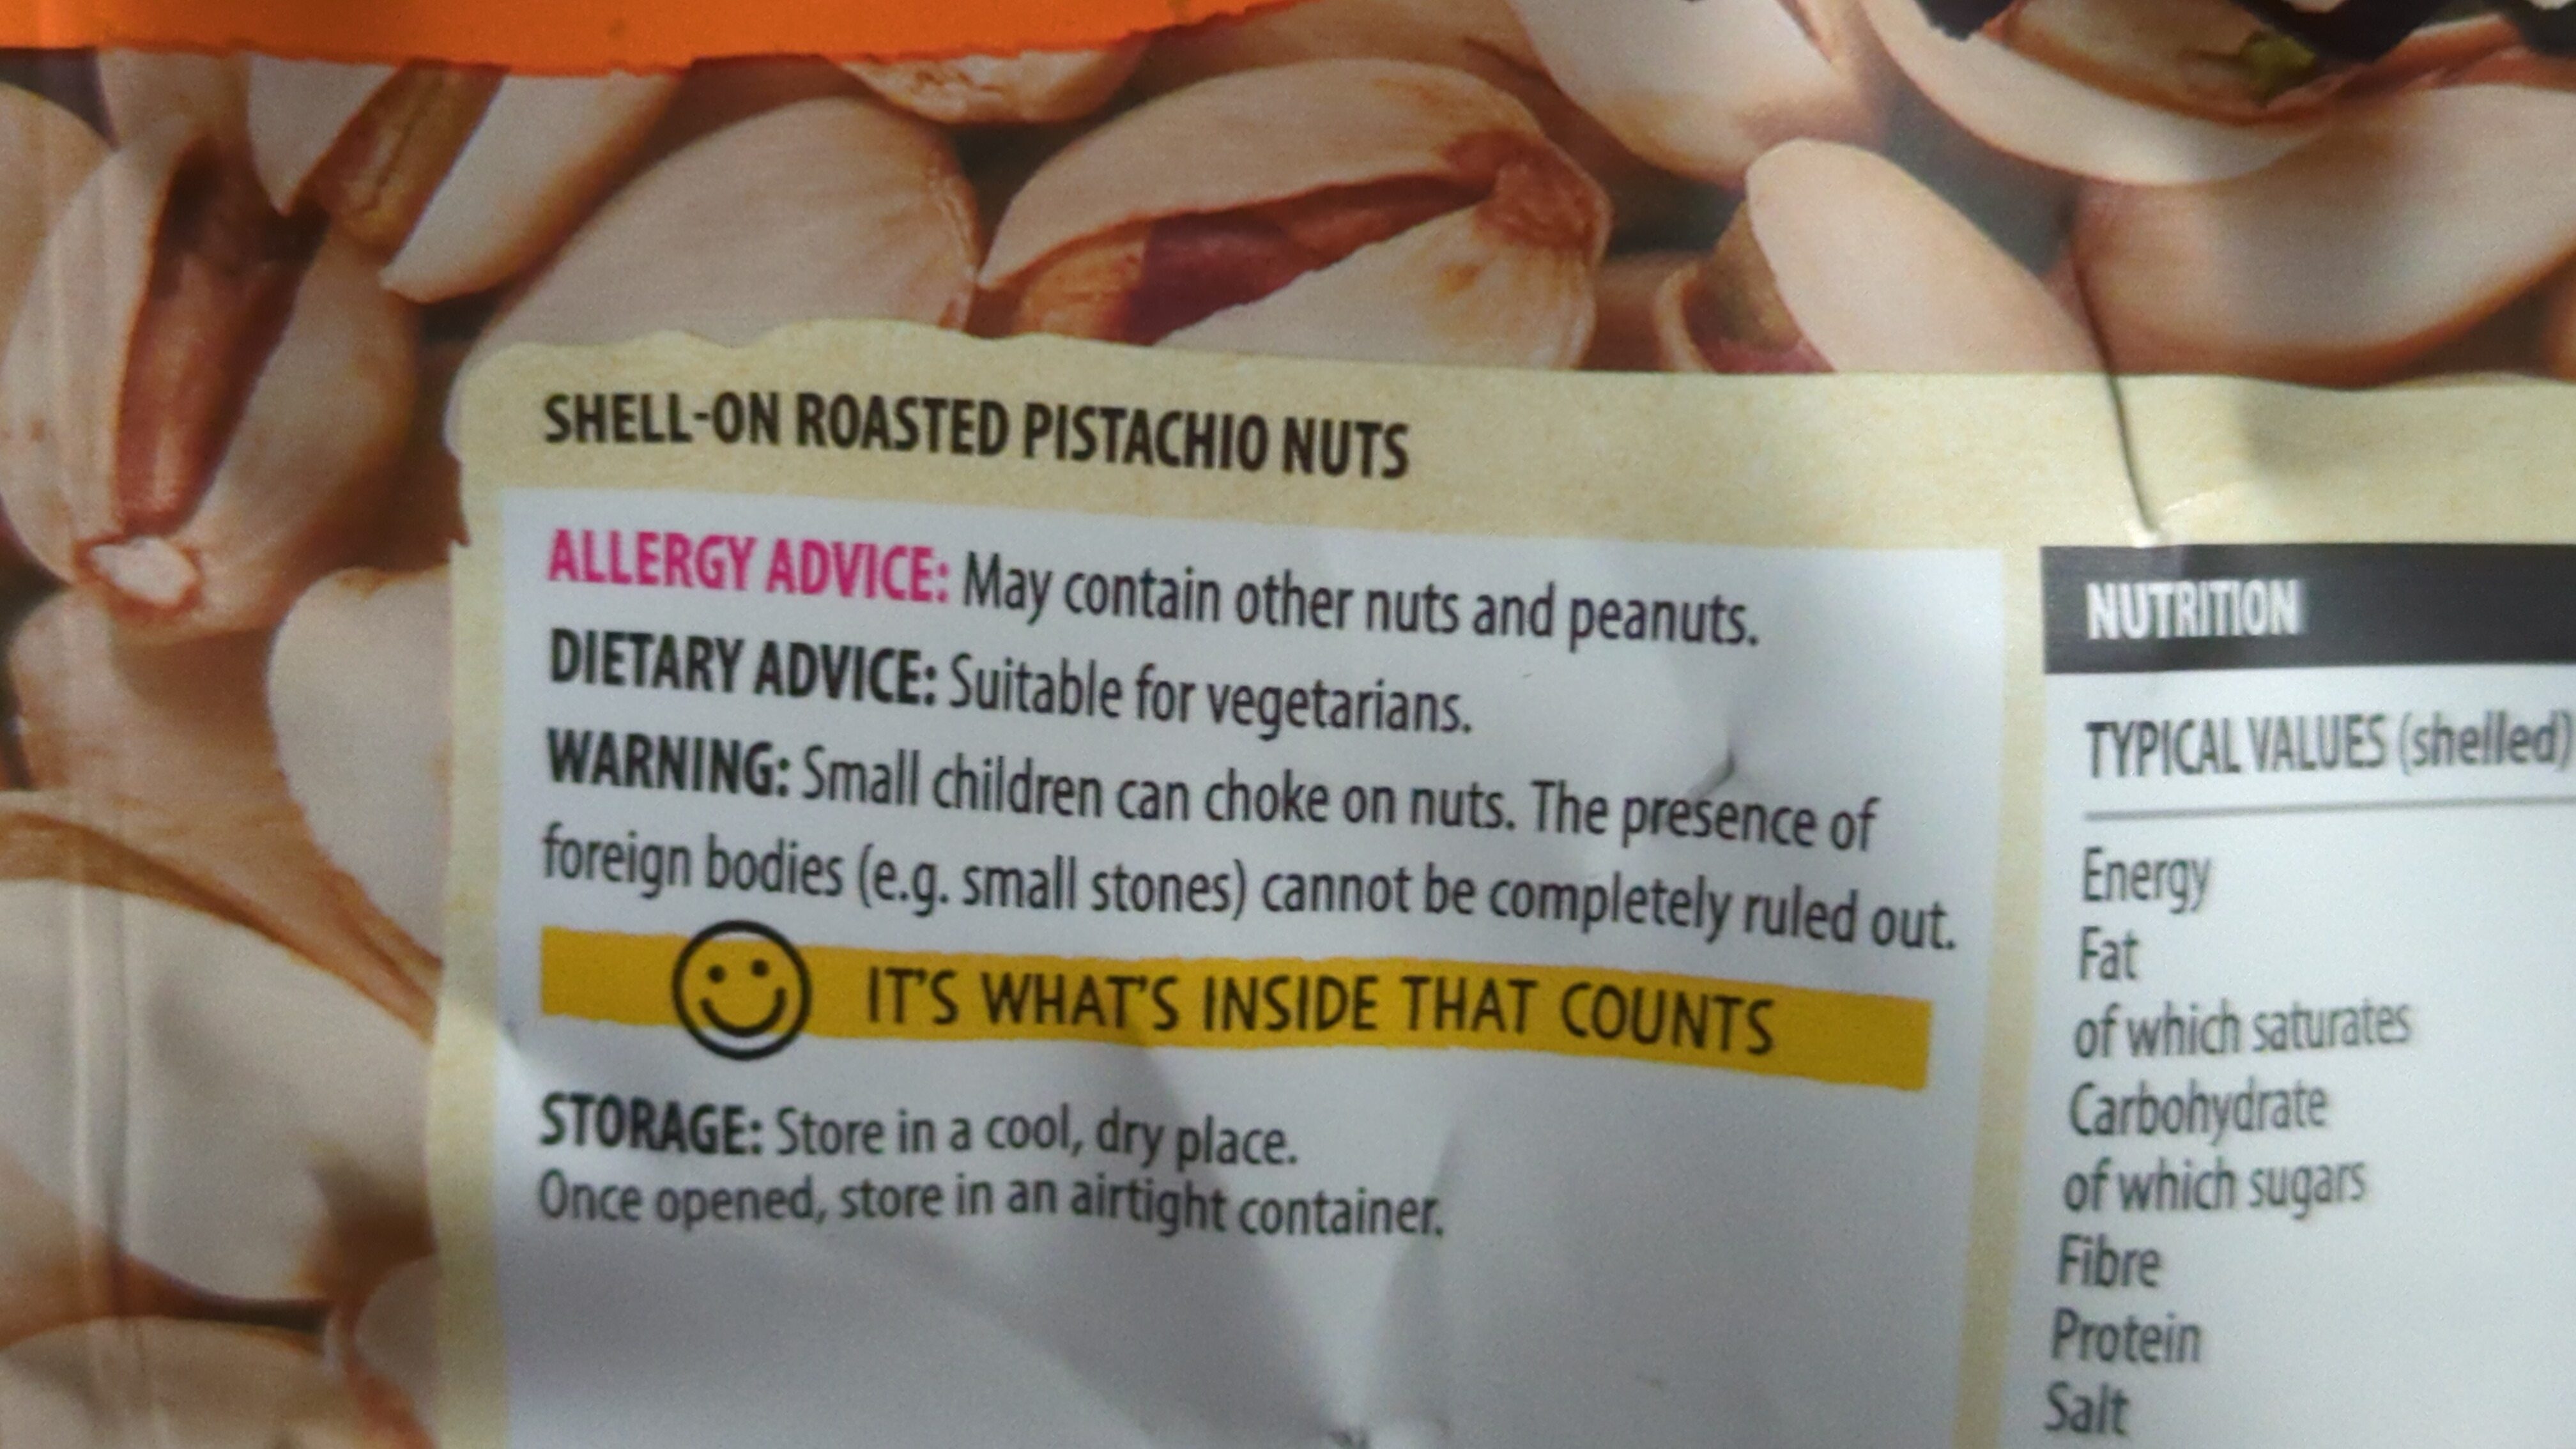 SHELL-ON ROASTED PISTACHIO NUTS
ALLERGY ADVICE: May contain other nuts and peanuts.
DIETARY ADVICE: Suitable for vegetarians.
WARNING: Small children can choke on nuts. The presence of
foreign bodies (e.g. small stones) cannot be completely ruled out.
IT'S WHAT'S INSIDE THAT COUNTS
STORAGE: Store in a cool, dry place.
Once opened, store in an airtight container.
NUTRITION
TYPICAL VALUES (shelled)
Energy
Fat
of which saturates
Carbohydrate
of which sugars
Fibre
Protein
Salt